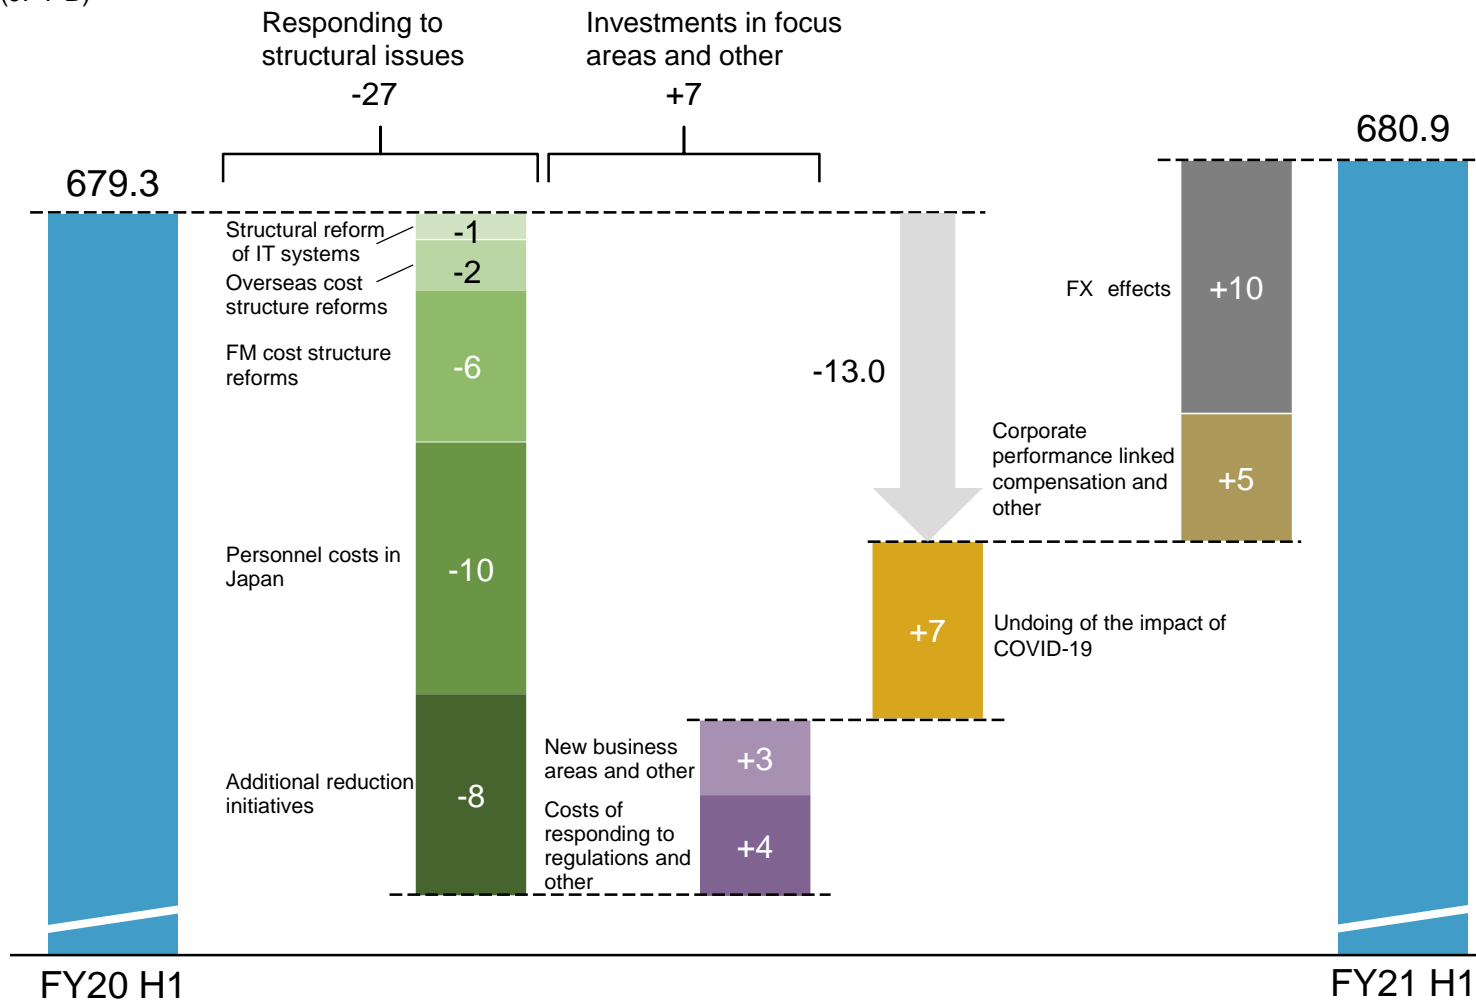 Responding to
structural issues
-27
Investments in focus
areas and other
+7
679.3
680.9
Structural reform
of IT systems
-1
Overseas cost
structure reforms
-2
FM cost structure
reforms
-6
Personnel costs in
Japan
-10
Additional reduction
initiatives
-8
New business
areas and other
+3
Costs of
responding to
regulations and
other
+4
-13.0
+7
Undoing of the impact of
COVID-19
FX effects
+10
Corporate
performance linked
compensation and
other
+5
FY20 H1
FY21 H1